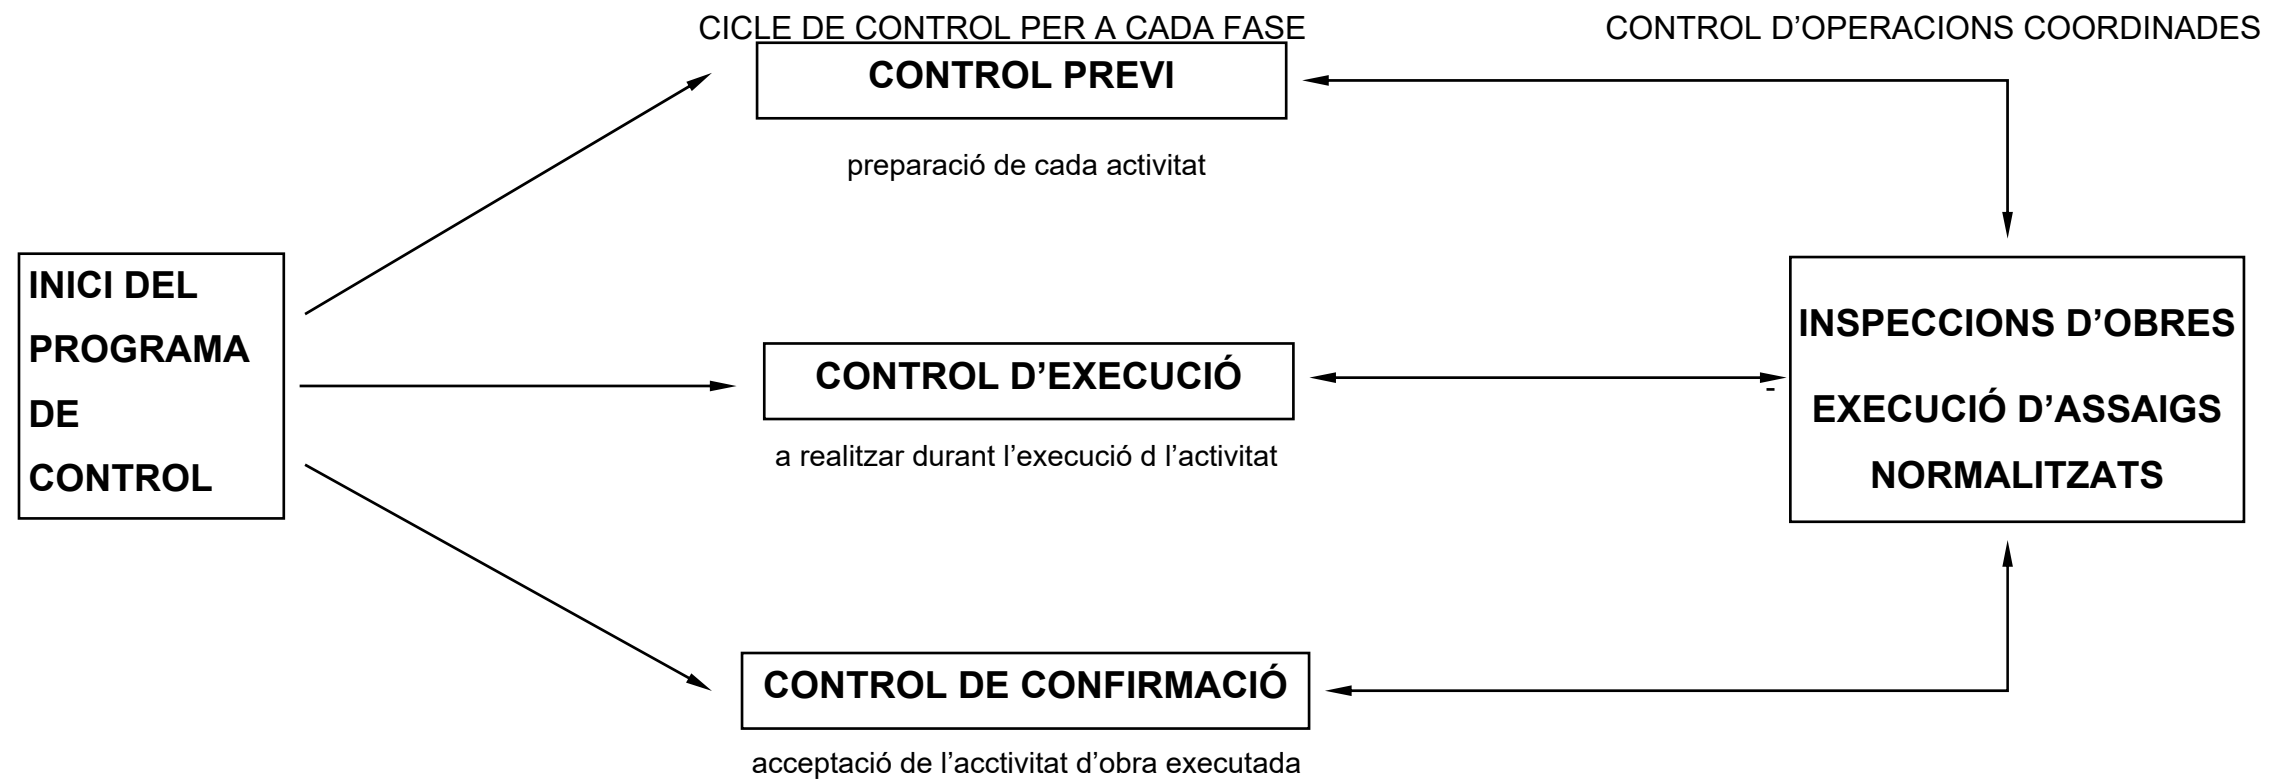 CICLE DE CONTROL PER A CADA FASE
CONTROL D’OPERACIONS COORDINADES
CONTROL PREVI
preparació de cada activitat
INICI DEL
PROGRAMA
DE
CONTROL
CONTROL D’EXECUCIÓ
a realitzar durant l’execució d l’activitat
CONTROL DE CONFIRMACIÓ
acceptació de l’acctivitat d’obra executada
INSPECCIONS D’OBRES
-
EXECUCIÓ D’ASSAIGS
NORMALITZATS